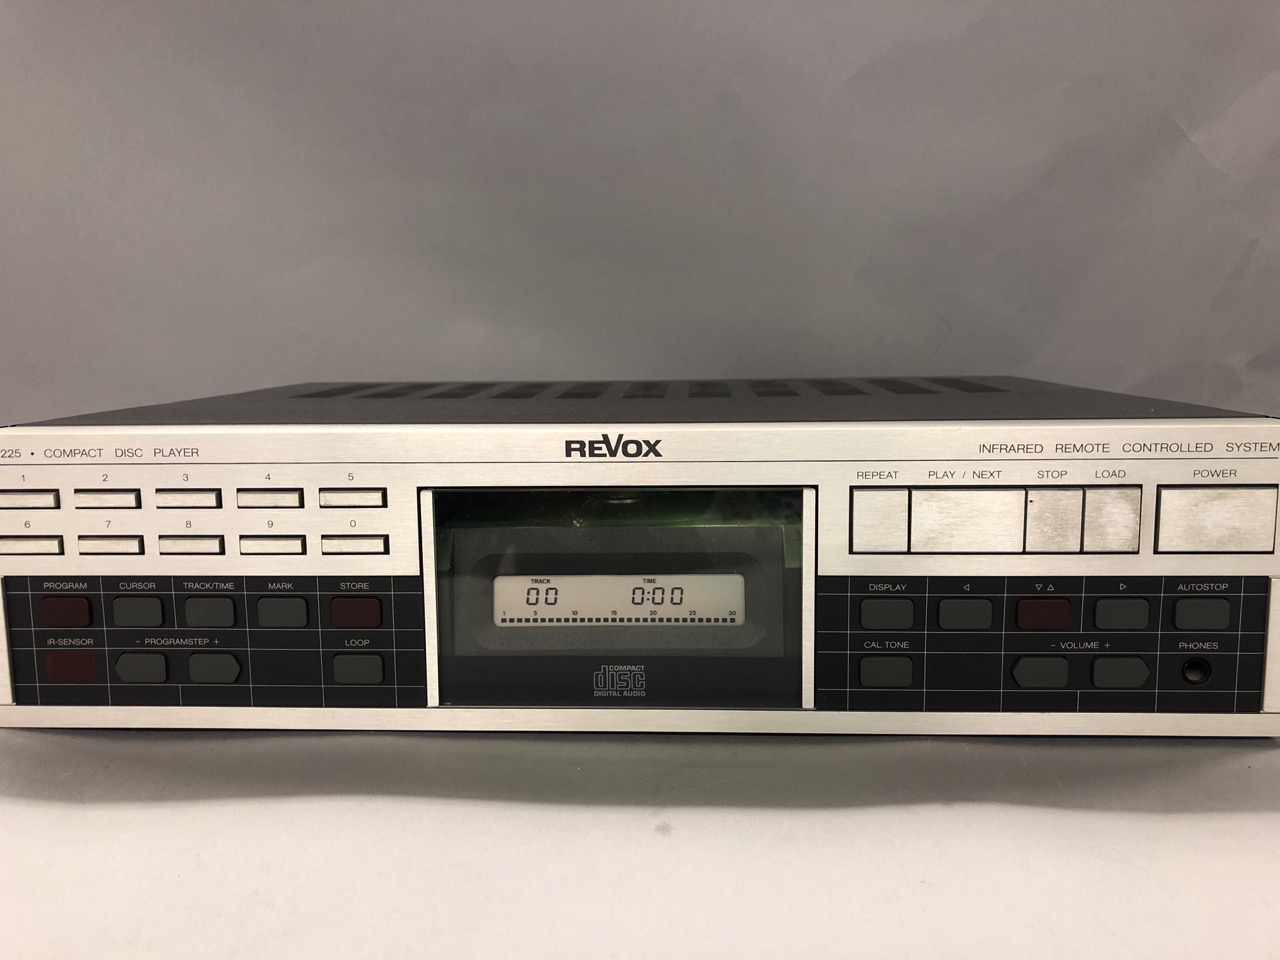 225 • COMPACT DISC PLAYER
REVOX
INFRARED REMOTE CONTROLLED SYSTEM
1 2 3 4 5
6 7 8 9 0
REPEAT PLAY / NEXT STOP LOAD POWER
PROGRAM CURSOR TRACK/TIME MARK STORE
IR-SENSOR - PROGRAMSTEP + LOOP
TRACK TIME
00 0:00
1 5 10 15 20 25 30
COMPACT
disc
DIGITAL AUDIO
DISPLAY ◁ ▽ △ ▷ AUTOSTOP
CAL.TONE - VOLUME + PHONES